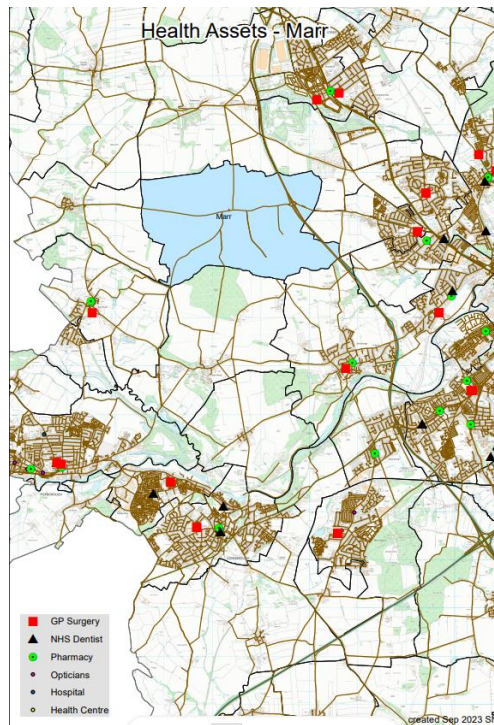 Health Assets - Marr
Marr
GP Surgery
NHS Dentist
Pharmacy
Opticians
Hospital
Health Centre
created Sep 2023